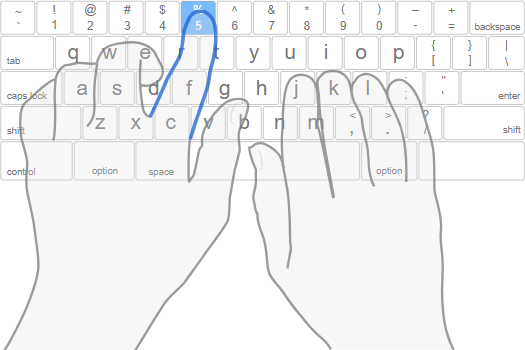 ~ ! @ # $ % ^ & * ( ) – +
` 1 2 3 4 5 6 7 8 9 0 - = backspace
tab q w e r t y u i o p { [ } ] | \
caps lock a s d f g h j k l : ; " ' enter
shift z x c v b n m < , > . ? / shift
control option space option